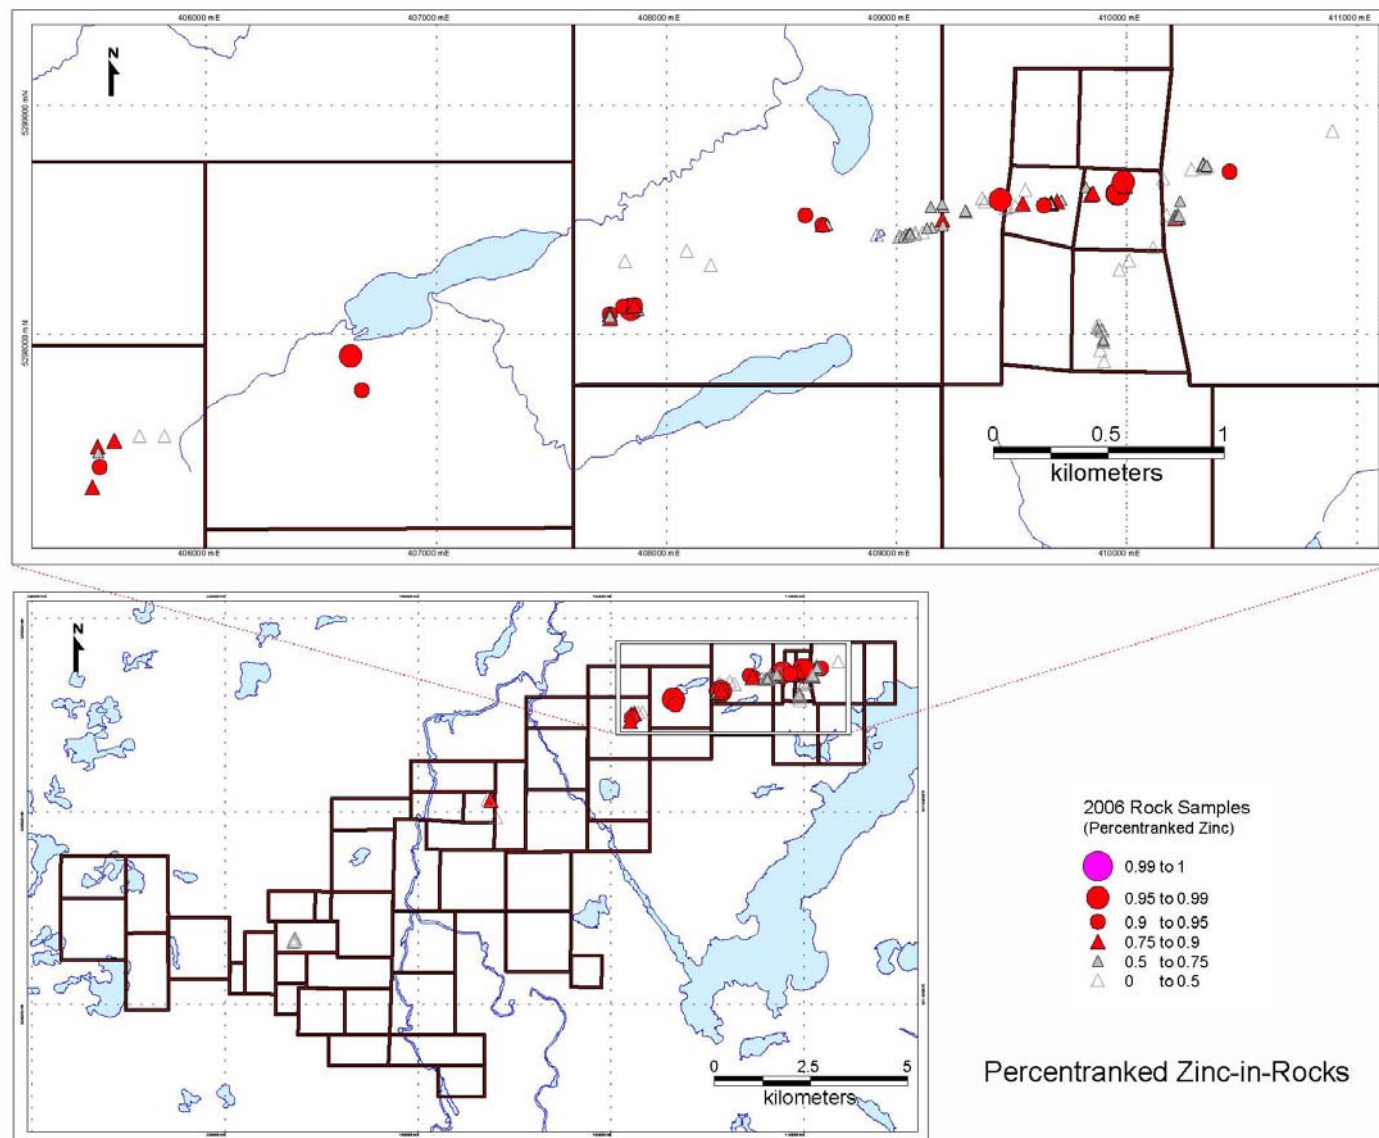 406000 mE 407000 mE 408000 mE 409000 mE 410000 mE 411000 mE
N
5299000 mN
5298000 mN
0 0.5 1
kilometers
406000 mE 407000 mE 408000 mE 409000 mE 410000 mE
N
2006 Rock Samples
(Percentranked Zinc)
0.99 to 1
0.95 to 0.99
0.9 to 0.95
0.75 to 0.9
0.5 to 0.75
0 to 0.5
0 2.5 5
kilometers
Percentranked Zinc-in-Rocks